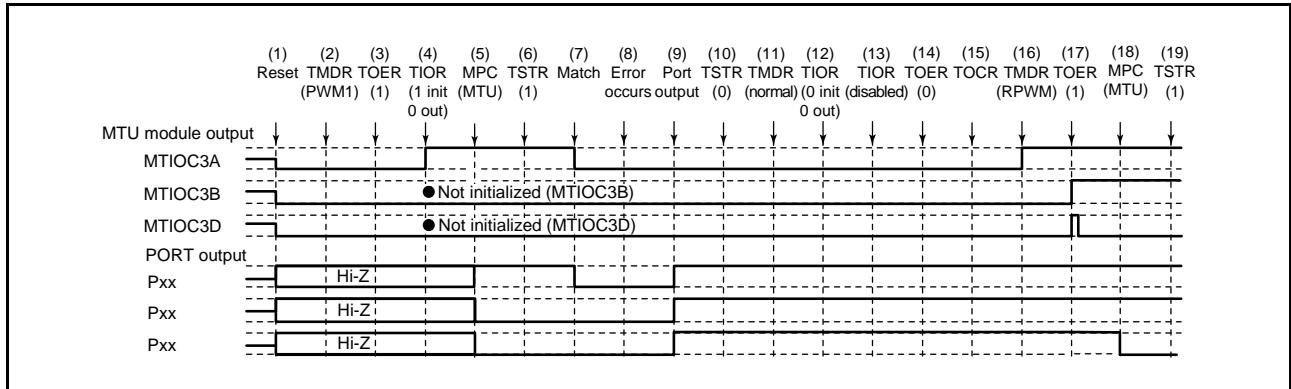 (1) (2) (3) (4) (5) (6) (7) (8) (9) (10) (11) (12) (13) (14) (15) (16) (17) (18) (19)
Reset TMDR TOER TIOR MPC TSTR Match Error Port TSTR TMDR TIOR TIOR TOER TOCR TMDR TOER MPC TSTR
(PWM1) (1) (1 init (MTU) (1) occurs output (0) (normal) (0 init (disabled) (0) (RPWM) (1) (MTU) (1)
0 out) 0 out)
MTU module output
MTIOC3A
MTIOC3B ●Not initialized (MTIOC3B)
MTIOC3D ●Not initialized (MTIOC3D)
PORT output
Pxx Hi-Z
Pxx Hi-Z
Pxx Hi-Z